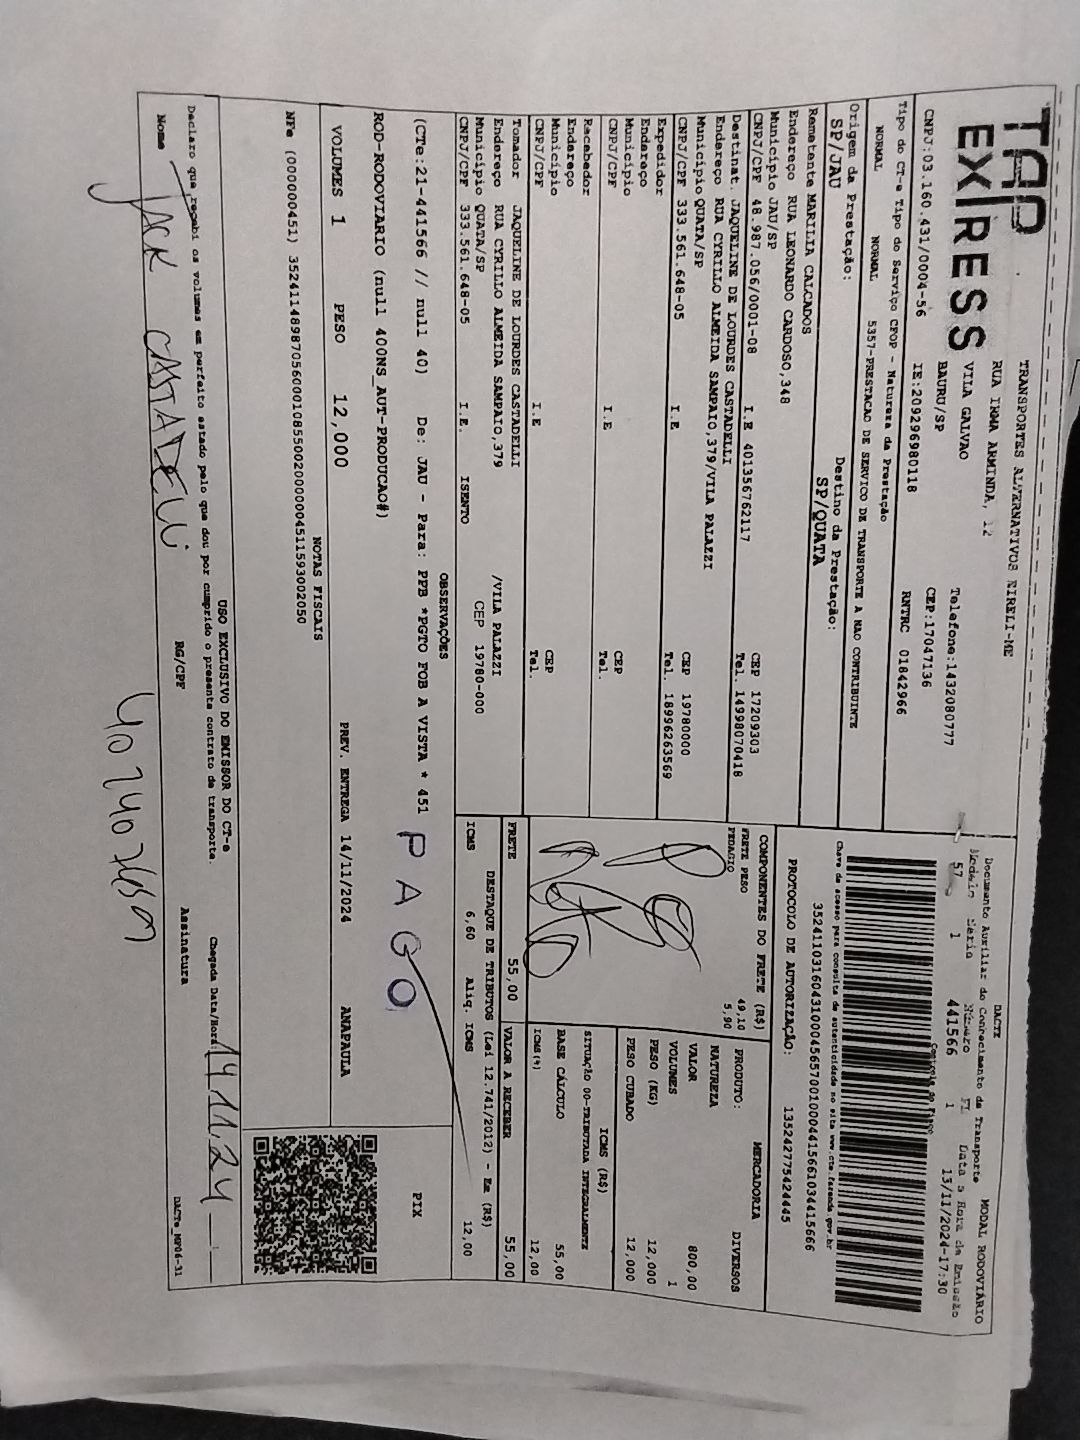 TAP EXPRESS
TRANSPORTES ALTERNATIVOS EIRELI-ME
RUA IRMA ARMINDA, 12
VILA GALVAO
Telefone:1432080777
BAURU/SP
CEP:17047136
CNPJ:03.160.431/0004-56
IE:209296980118
RNTRC 01842966
Tipo do CT-e Tipo do Serviço CFOP - Natureza da Prestação
NORMAL NORMAL 5357-PRESTACAO DE SERVICO DE TRANSPORTE A NAO CONTRIBUINTE
Origem da Prestação: Destino da Prestação:
SP/JAU SP/QUATA
Remetente MARILIA CALCADOS
Endereço RUA LEONARDO CARDOSO,348
Município JAU/SP CEP 17209303
CNPJ/CPF 48.987.056/0001-08 I.E 401356762117 Tel. 14998070418
Destinat. JAQUELINE DE LOURDES CASTADELLI
Endereço RUA CYRILLO ALMEIDA SAMPAIO,379/VILA PALAZZI
Município QUATA/SP CEP 19780000
CNPJ/CPF 333.561.648-05 I.E Tel. 18996263569
Expedidor
Endereço
Município CEP
CNPJ/CPF I.E Tel.
Recebedor
Endereço
Município CEP
CNPJ/CPF I.E Tel.
Tomador JAQUELINE DE LOURDES CASTADELLI
Endereço RUA CYRILLO ALMEIDA SAMPAIO,379 /VILA PALAZZI
Município QUATA/SP CEP 19780-000
CNPJ/CPF 333.561.648-05 I.E. ISENTO
DACTE MODAL RODOVIÁRIO
Documento Auxiliar do Conhecimento de Transporte
Modelo Série Número FL Data e Hora de Emissão
57 1 441566 1 13/11/2024-17:30
Controle do Fisco
Chave de acesso para consulta de autenticidade no site www.cte.fazenda.gov.br
35241103160431000456570010004415661034415666
PROTOCOLO DE AUTORIZAÇÃO: 135242775424445
COMPONENTES DO FRETE (R$)
FRETE PESO 49,10
PEDAGIO 5,90
MERCADORIA
PRODUTO: DIVERSOS
NATUREZA
VALOR 800,00
VOLUMES 1
PESO (KG) 12,000
PESO CUBADO 12,000
ICMS (R$)
SITUAÇÃO 00-TRIBUTADA INTEGRALMENTE
BASE CÁLCULO 55,00
ICMS(%) 12,00
FRETE 55,00 VALOR A RECEBER 55,00
DESTAQUE DE TRIBUTOS (Lei 12.741/2012) - Em (R$)
ICMS 6,60 Aliq. ICMS 12,00
OBSERVAÇÕES
(CTe:21-441566 // null 40) De: JAU - Para: PPB *PGTO FOB A VISTA * 451
PAGO
ROD-RODOVIARIO (null 400NS_AUT-PRODUCAO#)
PIX
VOLUMES 1 PESO 12,000 PREV. ENTREGA 14/11/2024 ANAPAULA
NOTAS FISCAIS
NFe (000000451) 35241148987056000108550020000004511593002050
USO EXCLUSIVO DO EMISSOR DO CT-e
Chegada Data/Hora: 14 11 24
Declaro que recebi os volumes em perfeito estado pelo que dou por cumprido o presente contrato de transporte.
Nome JACK CASTADELLI RG/CPF Assinatura
DACTe_MP04-31